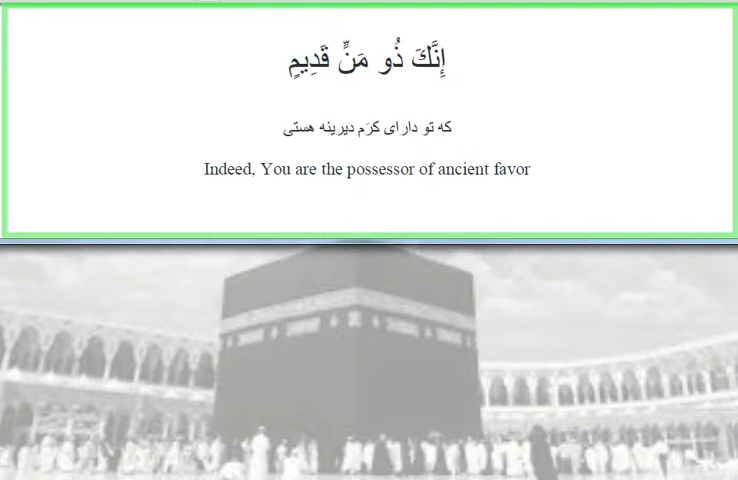 إِنَّكَ ذُو مَنٍّ قَدِيمٍ
که تو دارای کرَم دیرینه هستی
Indeed, You are the possessor of ancient favor